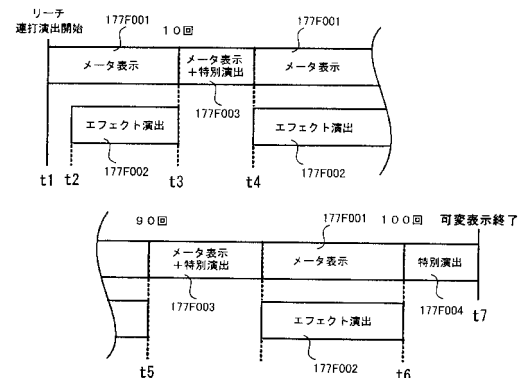 リーチ
連打演出開始
177F001
10回
177F001
メータ表示
メータ表示
＋特別演出
メータ表示
177F003
エフェクト演出
エフェクト演出
177F002
177F002
t1
t2
t3
t4
90回
177F001
100回
可変表示終了
メータ表示
＋特別演出
メータ表示
特別演出
177F003
177F004
t7
エフェクト演出
177F002
t5
t6